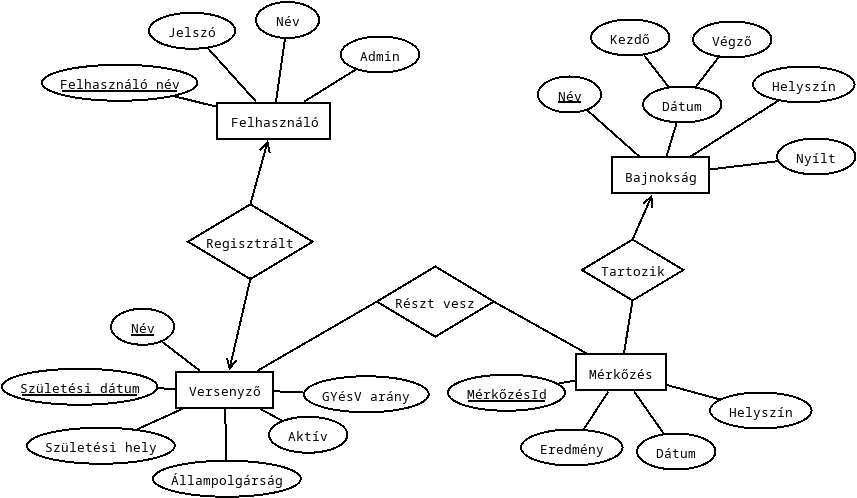 Név
Jelszó
Admin
Felhasználó név
Felhasználó
Kezdő
Végző
Név
Dátum
Helyszín
Bajnokság
Nyílt
Regisztrált
Tartozik
Részt vesz
Név
Születési dátum
Versenyző
GYésV arány
Születési hely
Aktív
Állampolgárság
Mérkőzés
MérkőzésId
Helyszín
Eredmény
Dátum